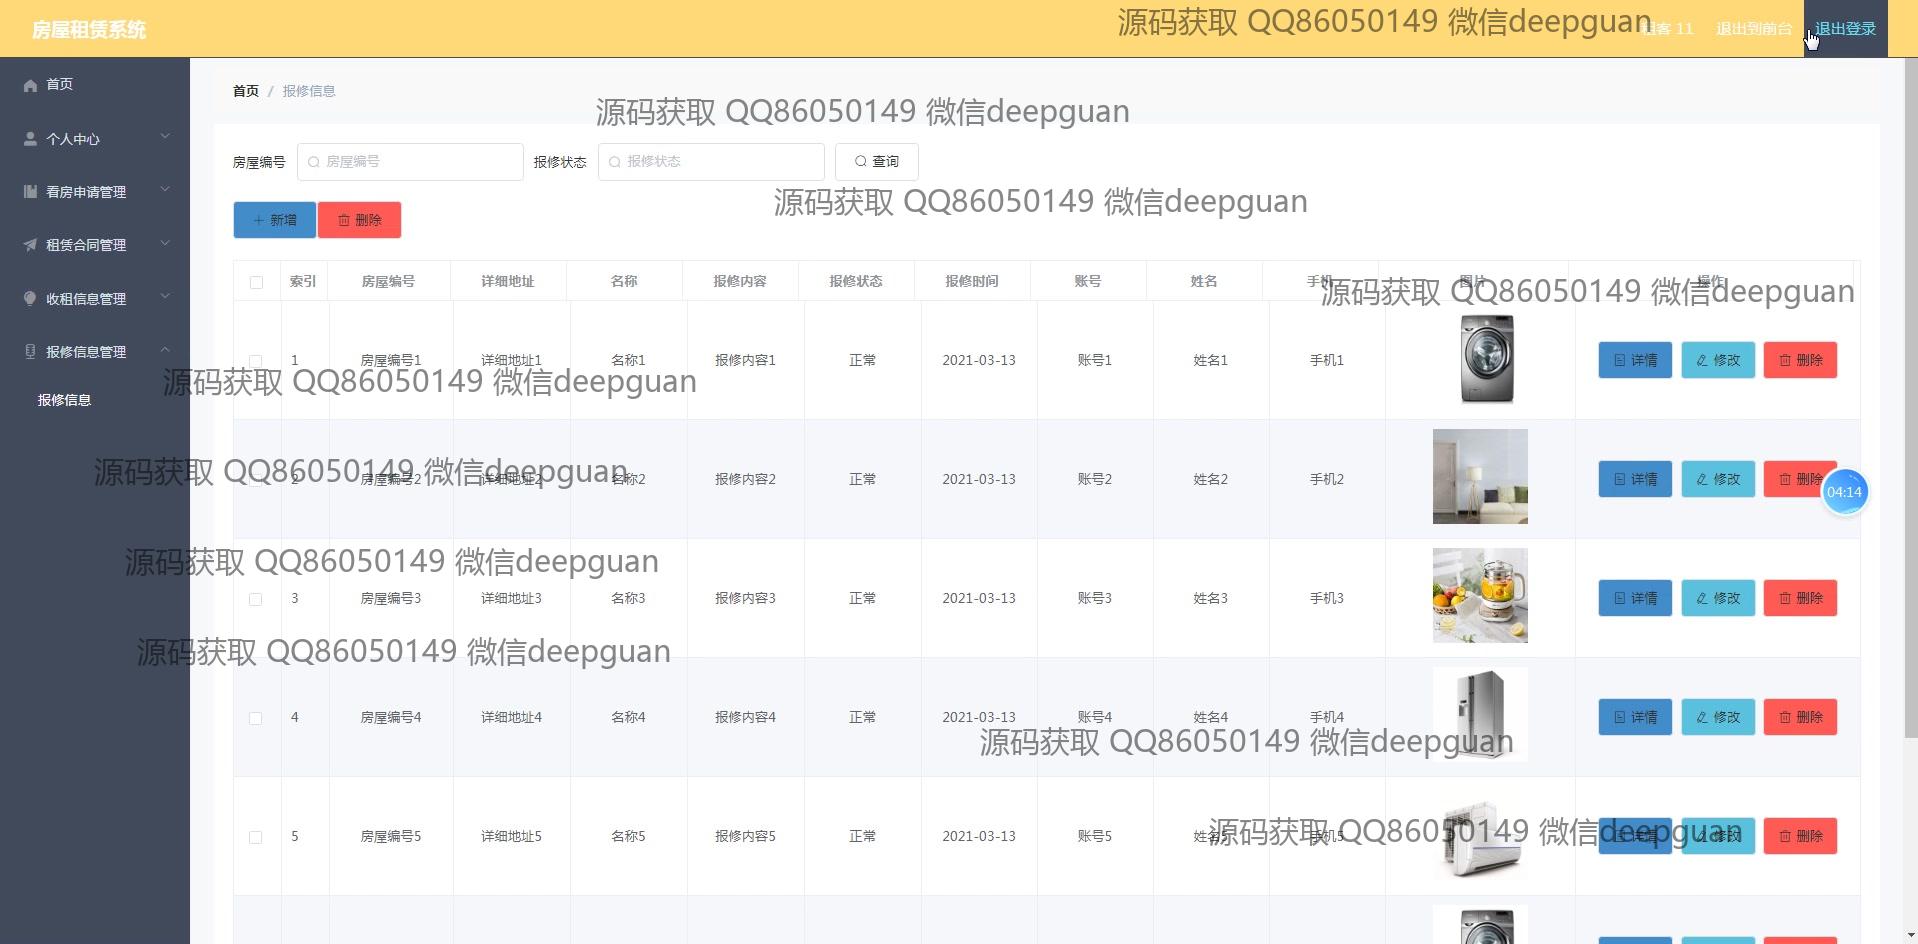 房屋租赁系统
源码获取 QQ86050149 微信deepguan
租客 11 退出到前台 退出登录
首页
个人中心
看房申请管理
租赁合同管理
收租信息管理
报修信息管理
报修信息
首页 / 报修信息
源码获取 QQ86050149 微信deepguan
房屋编号 房屋编号 报修状态 报修状态 查询
源码获取 QQ86050149 微信deepguan
新增 删除
索引 房屋编号 详细地址 名称 报修内容 报修状态 报修时间 账号 姓名 手机 图片 操作
源码获取 QQ86050149 微信deepguan
1 房屋编号1 详细地址1 名称1 报修内容1 正常 2021-03-13 账号1 姓名1 手机1 详情 修改 删除
源码获取 QQ86050149 微信deepguan
2 房屋编号2 详细地址2 名称2 报修内容2 正常 2021-03-13 账号2 姓名2 手机2 详情 修改 删除
源码获取 QQ86050149 微信deepguan
04:14
源码获取 QQ86050149 微信deepguan
3 房屋编号3 详细地址3 名称3 报修内容3 正常 2021-03-13 账号3 姓名3 手机3 详情 修改 删除
源码获取 QQ86050149 微信deepguan
4 房屋编号4 详细地址4 名称4 报修内容4 正常 2021-03-13 账号4 姓名4 手机4 详情 修改 删除
源码获取 QQ86050149 微信deepguan
5 房屋编号5 详细地址5 名称5 报修内容5 正常 2021-03-13 账号5 姓名5 手机5 详情 修改 删除
源码获取 QQ86050149 微信deepguan